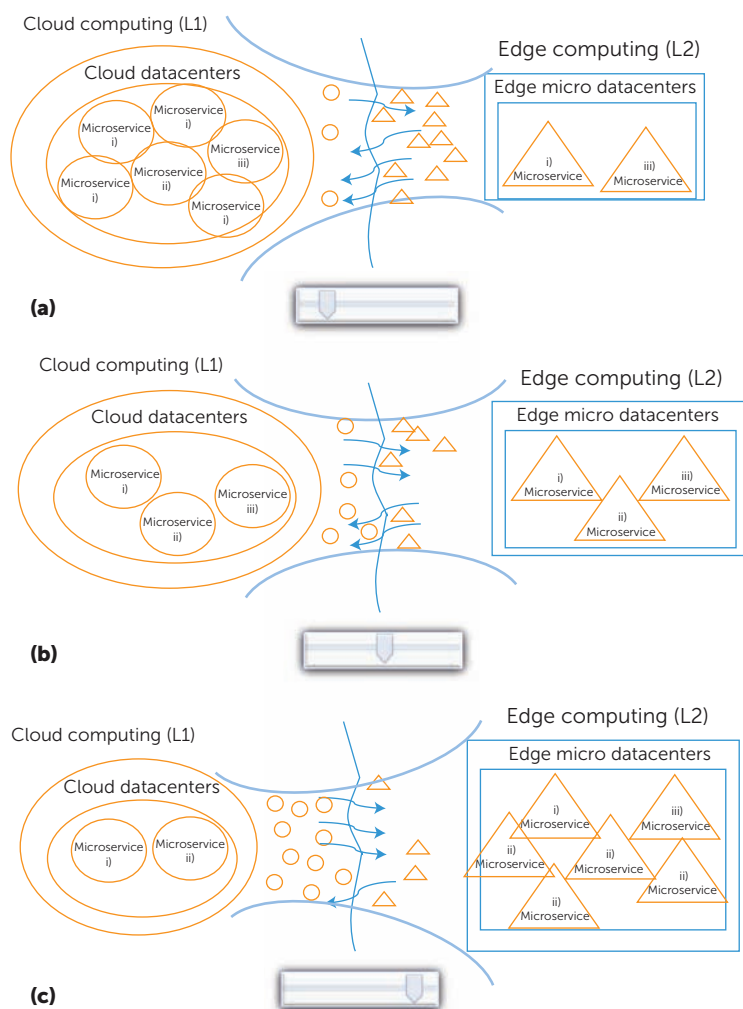 Cloud computing (L1)
Edge computing (L2)
Cloud datacenters
Edge micro datacenters
Microservice
i)
Microservice
i)
Microservice
iii)
Microservice
i)
Microservice
ii)
Microservice
i)
i)
Microservice
iii)
Microservice
(a)
Cloud computing (L1)
Edge computing (L2)
Cloud datacenters
Edge micro datacenters
Microservice
i)
Microservice
ii)
Microservice
iii)
i)
Microservice
ii)
Microservice
iii)
Microservice
(b)
Cloud computing (L1)
Edge computing (L2)
Cloud datacenters
Edge micro datacenters
Microservice
i)
Microservice
ii)
i)
Microservice
iii)
Microservice
ii)
Microservice
ii)
Microservice
ii)
Microservice
ii)
Microservice
(c)